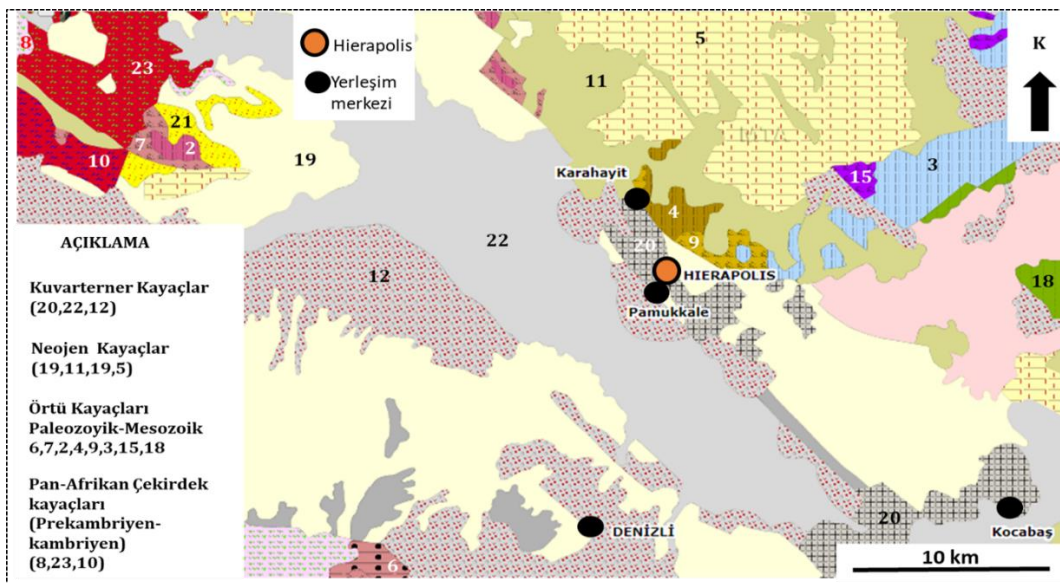 8
23
21
7
2
10
19
Hierapolis
Yerleşim
merkezi
5
11
K
3
15
Karahayit
4
9
20
HIERAPOLIS
Pamukkale
22
12
18
AÇIKLAMA
Kuvarterner Kayaçlar
(20,22,12)
Neojen Kayaçlar
(19,11,19,5)
Örtü Kayaçları
Paleozoyik-Mesozoik
6,7,2,4,9,3,15,18
Pan-Afrikan Çekirdek
kayaçları
(Prekambriyen-
kambriyen)
(8,23,10)
6
DENİZLİ
20
Kocabaş
10 km